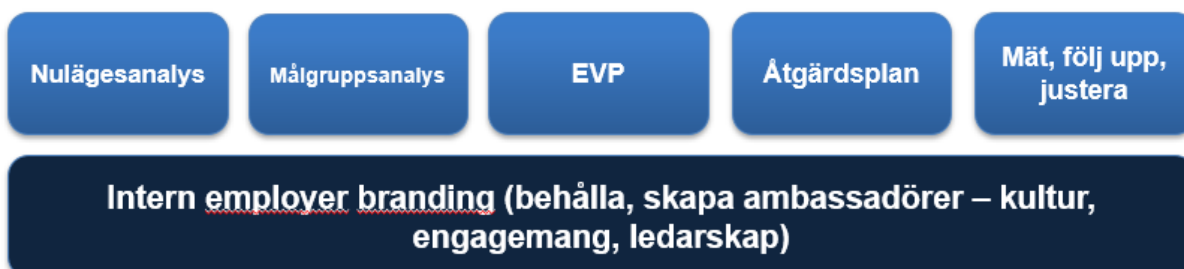 Nulägesanalys
Målgruppsanalys
EVP
Åtgärdsplan
Mät, följ upp,
justera
Intern employer branding (behålla, skapa ambassadörer – kultur,
engagemang, ledarskap)